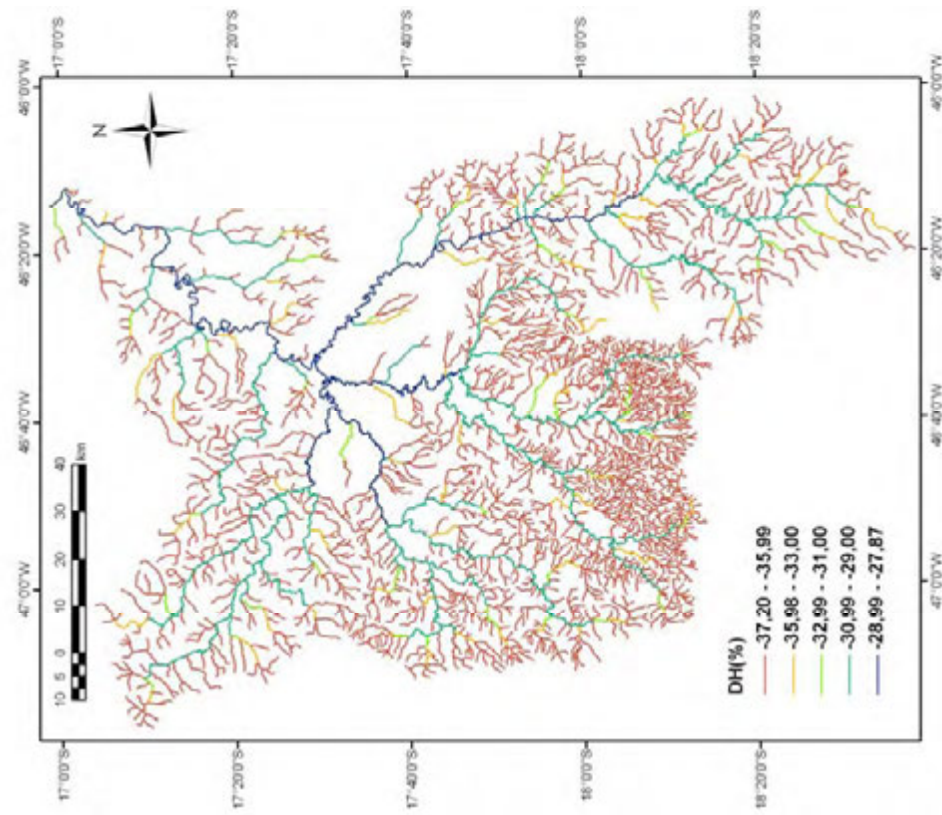 46°0'0"W
46°20'0"W
46°40'0"W
47°0'0"W
17°0'0"S
17°20'0"S
17°40'0"S
18°0'0"S
18°20'0"S
N
10 5 0 10 20 30 40
km
DH(%)
-37,20 - -35,99
-35,98 - -33,00
-32,99 - -31,00
-30,99 - -29,00
-28,99 - -27,87
17°0'0"S
17°20'0"S
17°40'0"S
18°0'0"S
18°20'0"S
46°0'0"W
46°20'0"W
46°40'0"W
47°0'0"W